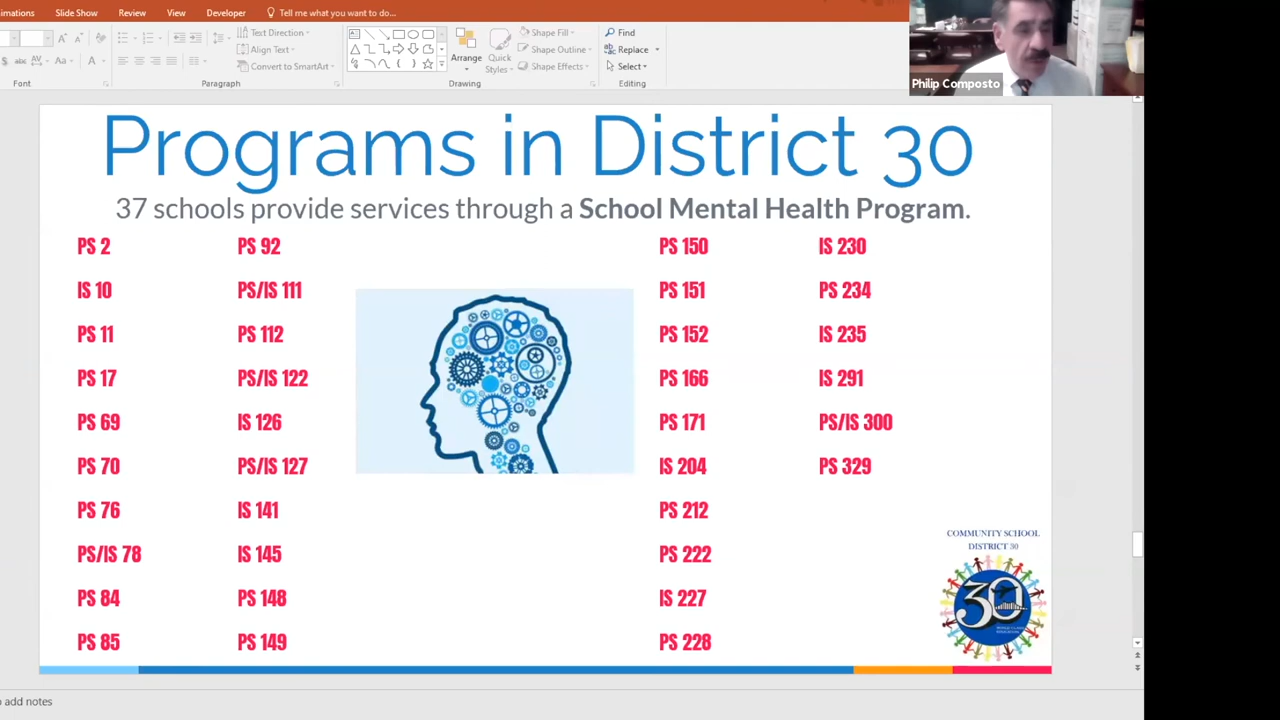 imations Slide Show Review View Developer Tell me what you want to do...
Text Direction
Align Text
Convert to SmartArt
Arrange
Quick
Styles
Shape Fill
Shape Outline
Shape Effects
Find
Replace
Select
Font Paragraph Drawing Editing
Philip Composto
Programs in District 30
37 schools provide services through a School Mental Health Program.
PS 2
IS 10
PS 11
PS 17
PS 69
PS 70
PS 76
PS/IS 78
PS 84
PS 85
PS 92
PS/IS 111
PS 112
PS/IS 122
IS 126
PS/IS 127
IS 141
IS 145
PS 148
PS 149
PS 150
PS 151
PS 152
PS 166
PS 171
IS 204
PS 212
PS 222
IS 227
PS 228
IS 230
PS 234
IS 235
IS 291
PS/IS 300
PS 329
COMMUNITY SCHOOL
DISTRICT 30
30
add notes